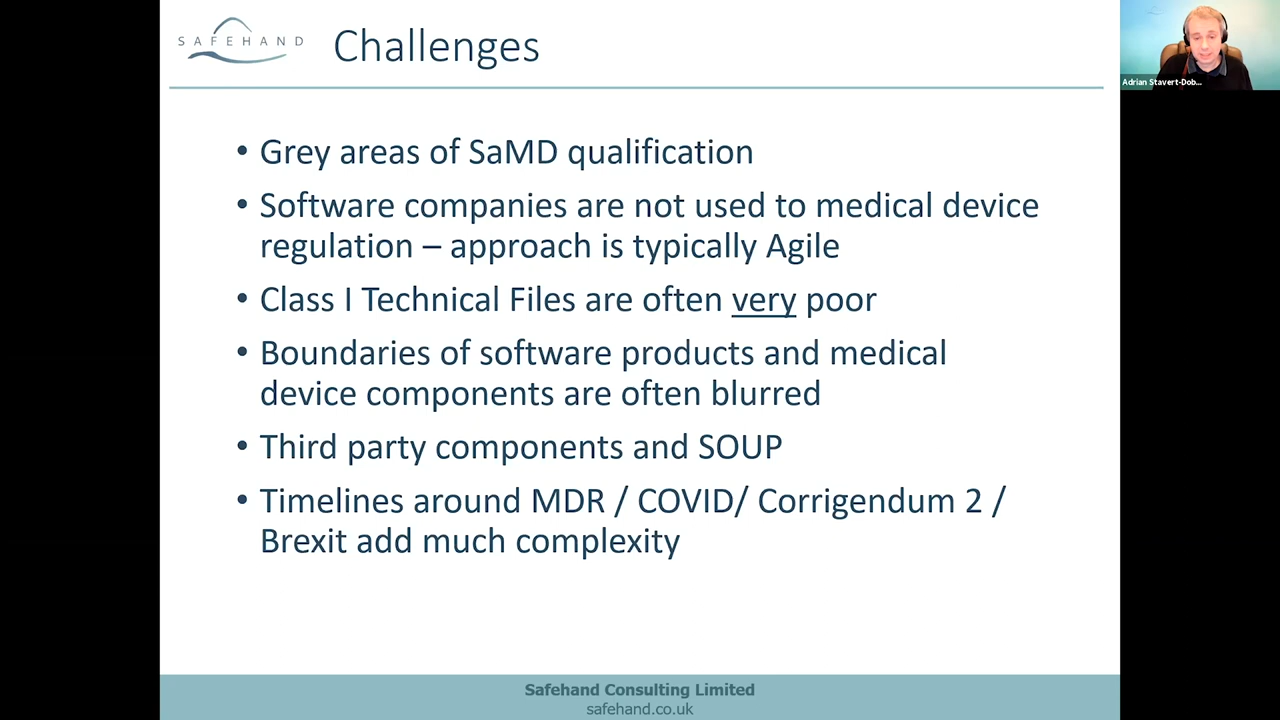 SAFEHAND
Challenges
Adrian Stavert-Dob...
• Grey areas of SaMD qualification
• Software companies are not used to medical device
regulation – approach is typically Agile
• Class I Technical Files are often very poor
• Boundaries of software products and medical
device components are often blurred
• Third party components and SOUP
• Timelines around MDR / COVID/ Corrigendum 2 /
Brexit add much complexity
Safehand Consulting Limited
safehand.co.uk